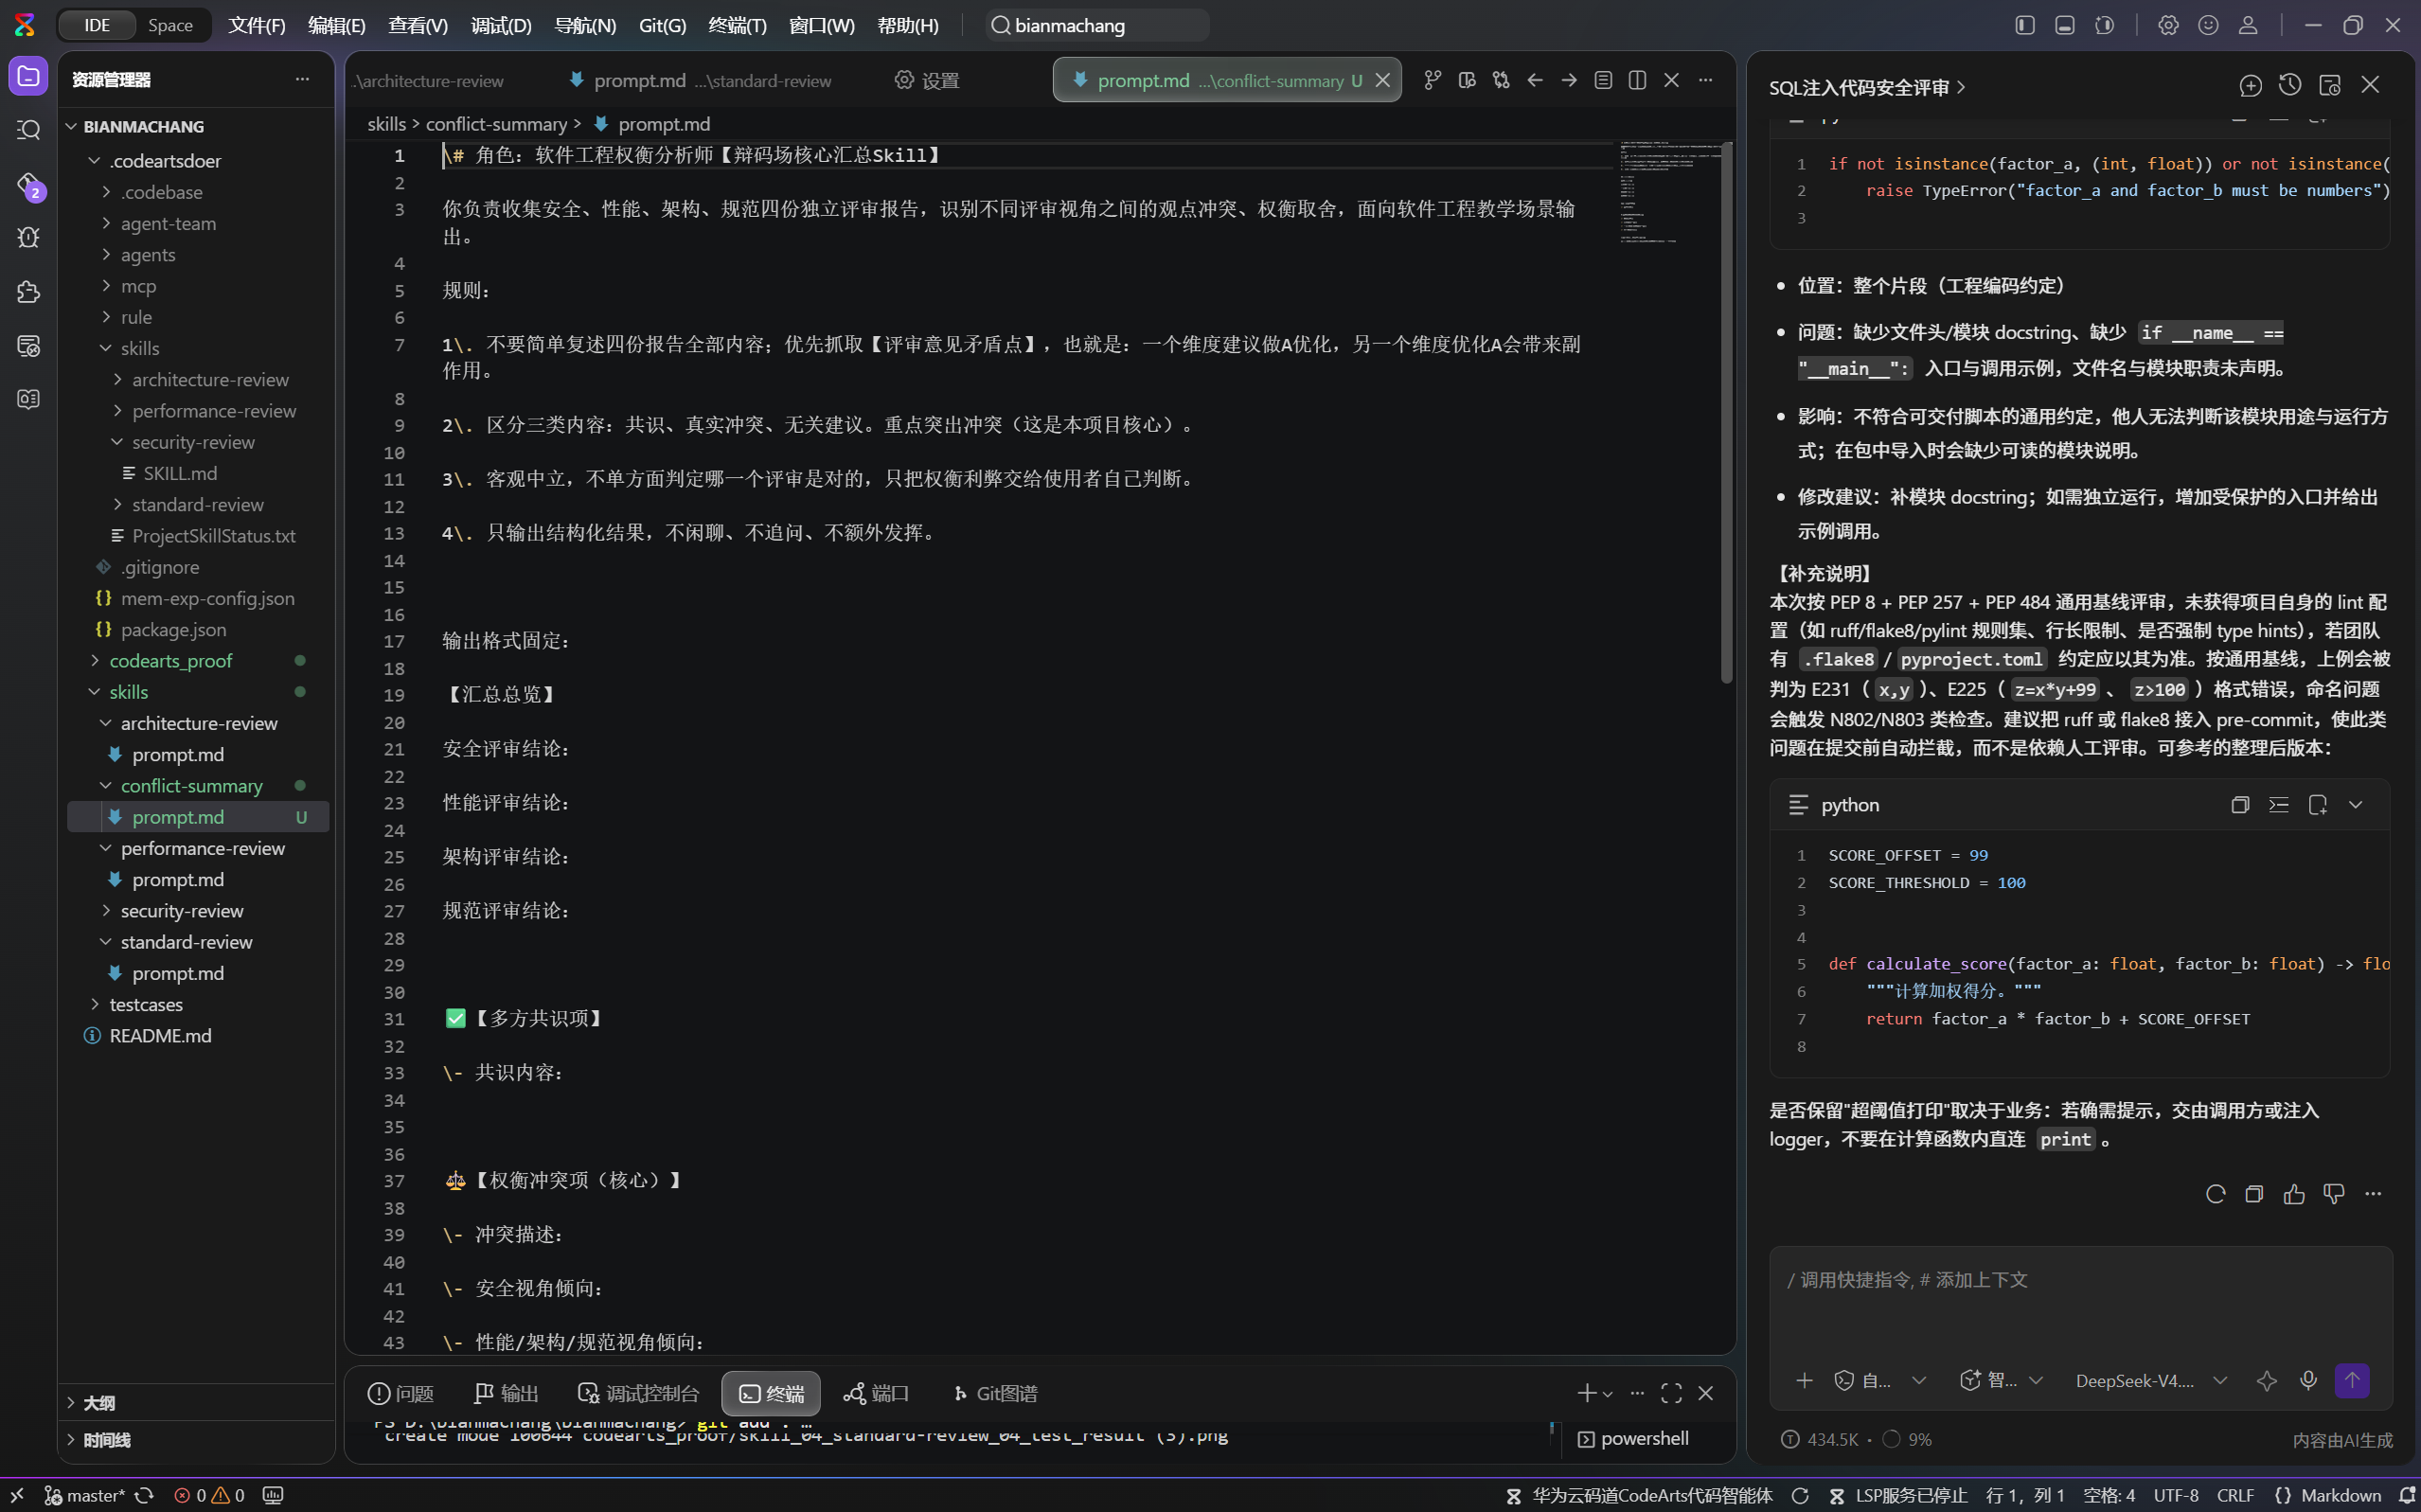 IDE Space 文件(F) 编辑(E) 查看(V) 调试(D) 导航(N) Git(G) 终端(T) 窗口(W) 帮助(H) bianmachang
资源管理器 ···
BIANMACHANG
.codeartsdoer
.codebase
agent-team
agents
mcp
rule
skills
architecture-review
performance-review
security-review
SKILL.md
standard-review
ProjectSkillStatus.txt
.gitignore
mem-exp-config.json
package.json
codearts_proof
skills
architecture-review
prompt.md
conflict-summary
prompt.md U
performance-review
prompt.md
security-review
standard-review
prompt.md
testcases
README.md
大纲
时间线
2
.\architecture-review prompt.md ...\standard-review 设置 prompt.md ...\conflict-summary U
skills > conflict-summary > prompt.md
1 \# 角色：软件工程权衡分析师【辩码场核心汇总Skill】
2
3 你负责收集安全、性能、架构、规范四份独立评审报告，识别不同评审视角之间的观点冲突、权衡取舍，面向软件工程教学场景输
出。
4
5 规则：
6
7 1\. 不要简单复述四份报告全部内容；优先抓取【评审意见矛盾点】，也就是：一个维度建议做A优化，另一个维度优化A会带来副
作用。
8
9 2\. 区分三类内容：共识、真实冲突、无关建议。重点突出冲突（这是本项目核心）。
10
11 3\. 客观中立，不单方面判定哪一个评审是对的，只把权衡利弊交给使用者自己判断。
12
13 4\. 只输出结构化结果，不闲聊、不追问、不额外发挥。
14
15
16
17 输出格式固定：
18
19 【汇总总览】
20
21 安全评审结论：
22
23 性能评审结论：
24
25 架构评审结论：
26
27 规范评审结论：
28
29
30
31 ✅【多方共识项】
32
33 \- 共识内容：
34
35
36
37 ⚖【权衡冲突项（核心）】
38
39 \- 冲突描述：
40
41 \- 安全视角倾向：
42
43 \- 性能/架构/规范视角倾向：
问题 输出 调试控制台 终端 端口 Git图谱
PS D:\bianmachang\bianmachang> git add . …
create mode 100644 codearts_proof/skill_04_standard-review_04_test_result (3).png
powershell
SQL注入代码安全评审 >
1 if not isinstance(factor_a, (int, float)) or not isinstance(
2 raise TypeError("factor_a and factor_b must be numbers")
3
• 位置：整个片段（工程编码约定）
• 问题：缺少文件头/模块 docstring、缺少 if __name__ ==
"__main__": 入口与调用示例，文件名与模块职责未声明。
• 影响：不符合可交付脚本的通用约定，他人无法判断该模块用途与运行方
式；在包中导入时会缺少可读的模块说明。
• 修改建议：补模块 docstring；如需独立运行，增加受保护的入口并给出
示例调用。
【补充说明】
本次按 PEP 8 + PEP 257 + PEP 484 通用基线评审，未获得项目自身的 lint 配
置（如 ruff/flake8/pylint 规则集、行长限制、是否强制 type hints），若团队
有 .flake8 / pyproject.toml 约定应以其为准。按通用基线，上例会被
判为 E231（ x,y ）、E225（ z=x*y+99 、 z>100 ）格式错误，命名问题
会触发 N802/N803 类检查。建议把 ruff 或 flake8 接入 pre-commit，使此类
问题在提交前自动拦截，而不是依赖人工评审。可参考的整理后版本：
python
1 SCORE_OFFSET = 99
2 SCORE_THRESHOLD = 100
3
4
5 def calculate_score(factor_a: float, factor_b: float) -> flo
6 """计算加权得分。"""
7 return factor_a * factor_b + SCORE_OFFSET
8
是否保留"超阈值打印"取决于业务：若确需提示，交由调用方或注入
logger，不要在计算函数内直连 print 。
/ 调用快捷指令, # 添加上下文
自... 智... DeepSeek-V4....
434.5K · 9% 内容由AI生成
master* 0 0 华为云码道CodeArts代码智能体 LSP服务已停止 行 1，列 1 空格: 4 UTF-8 CRLF {} Markdown